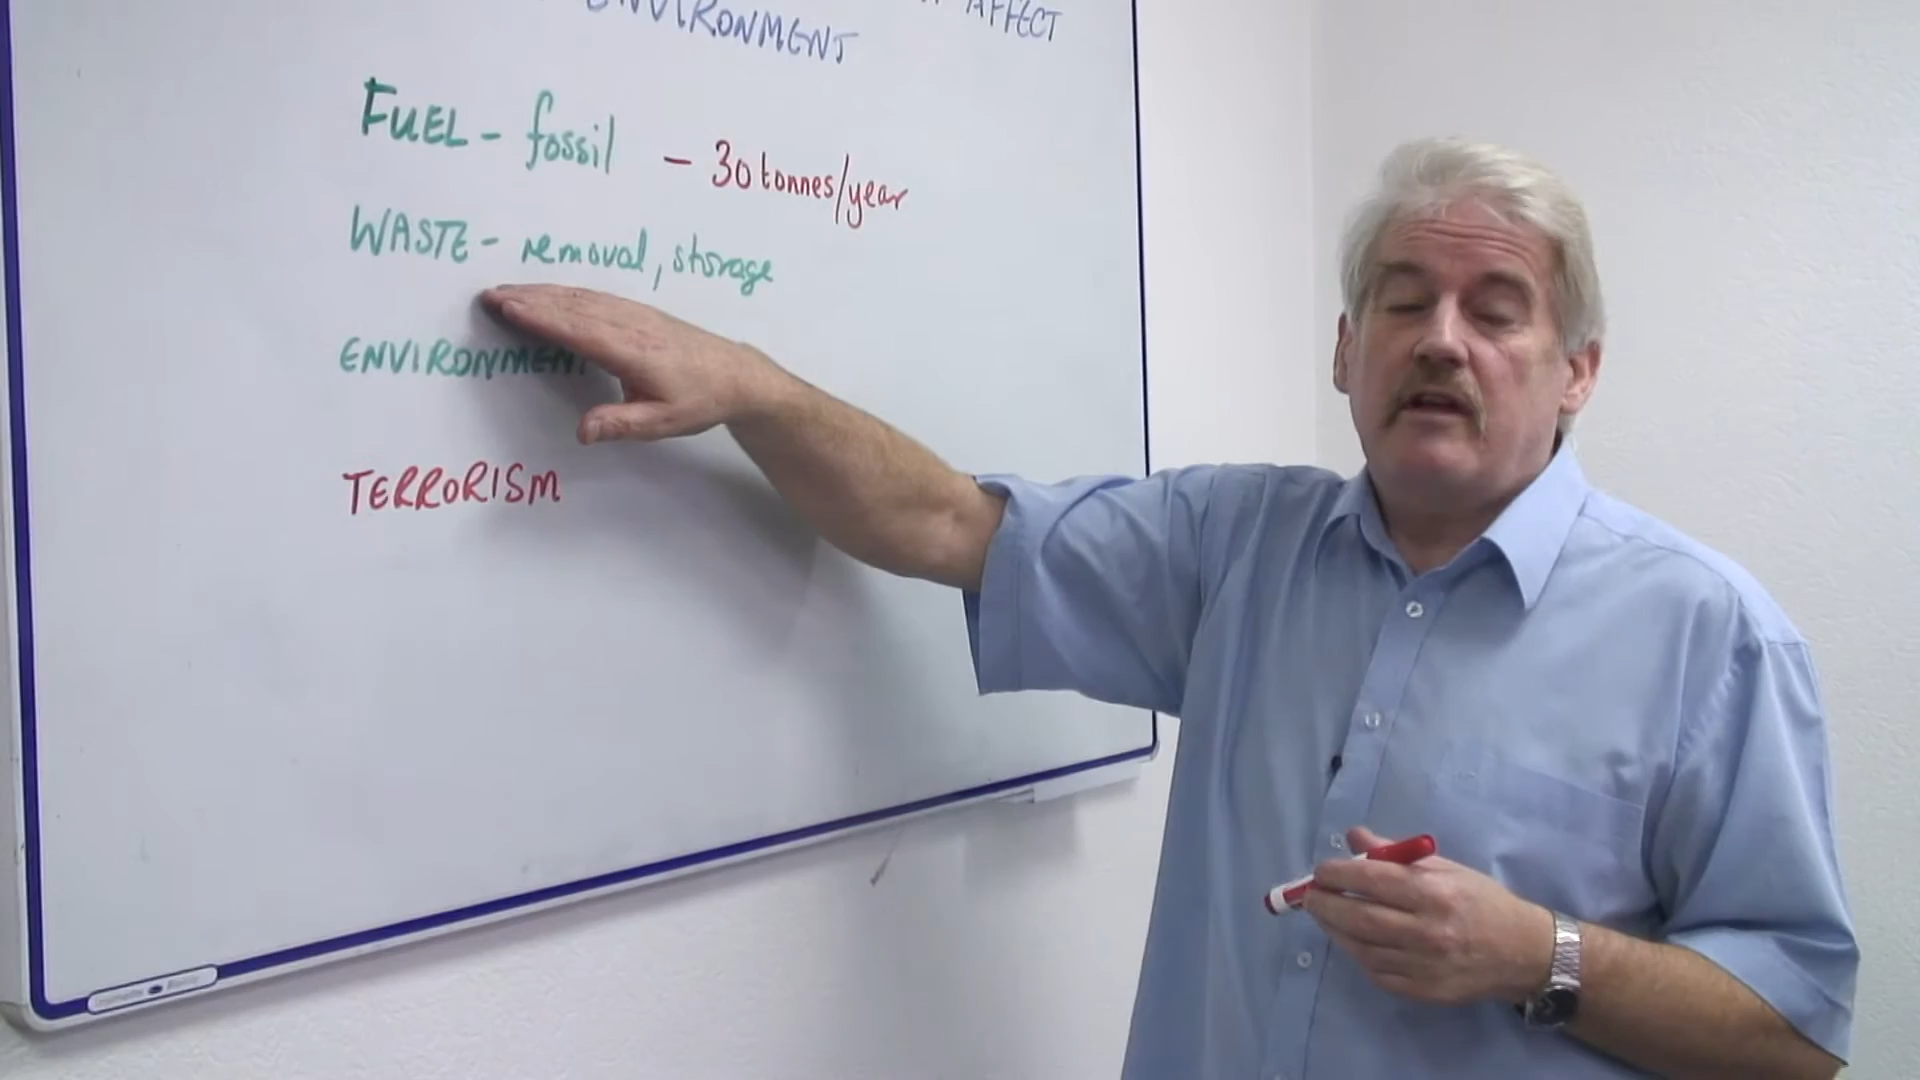 AFFECT
ENVIRONMENT
FUEL - fossil - 30 tonnes/year
WASTE - removal, storage
ENVIRONMENT
TERRORISM